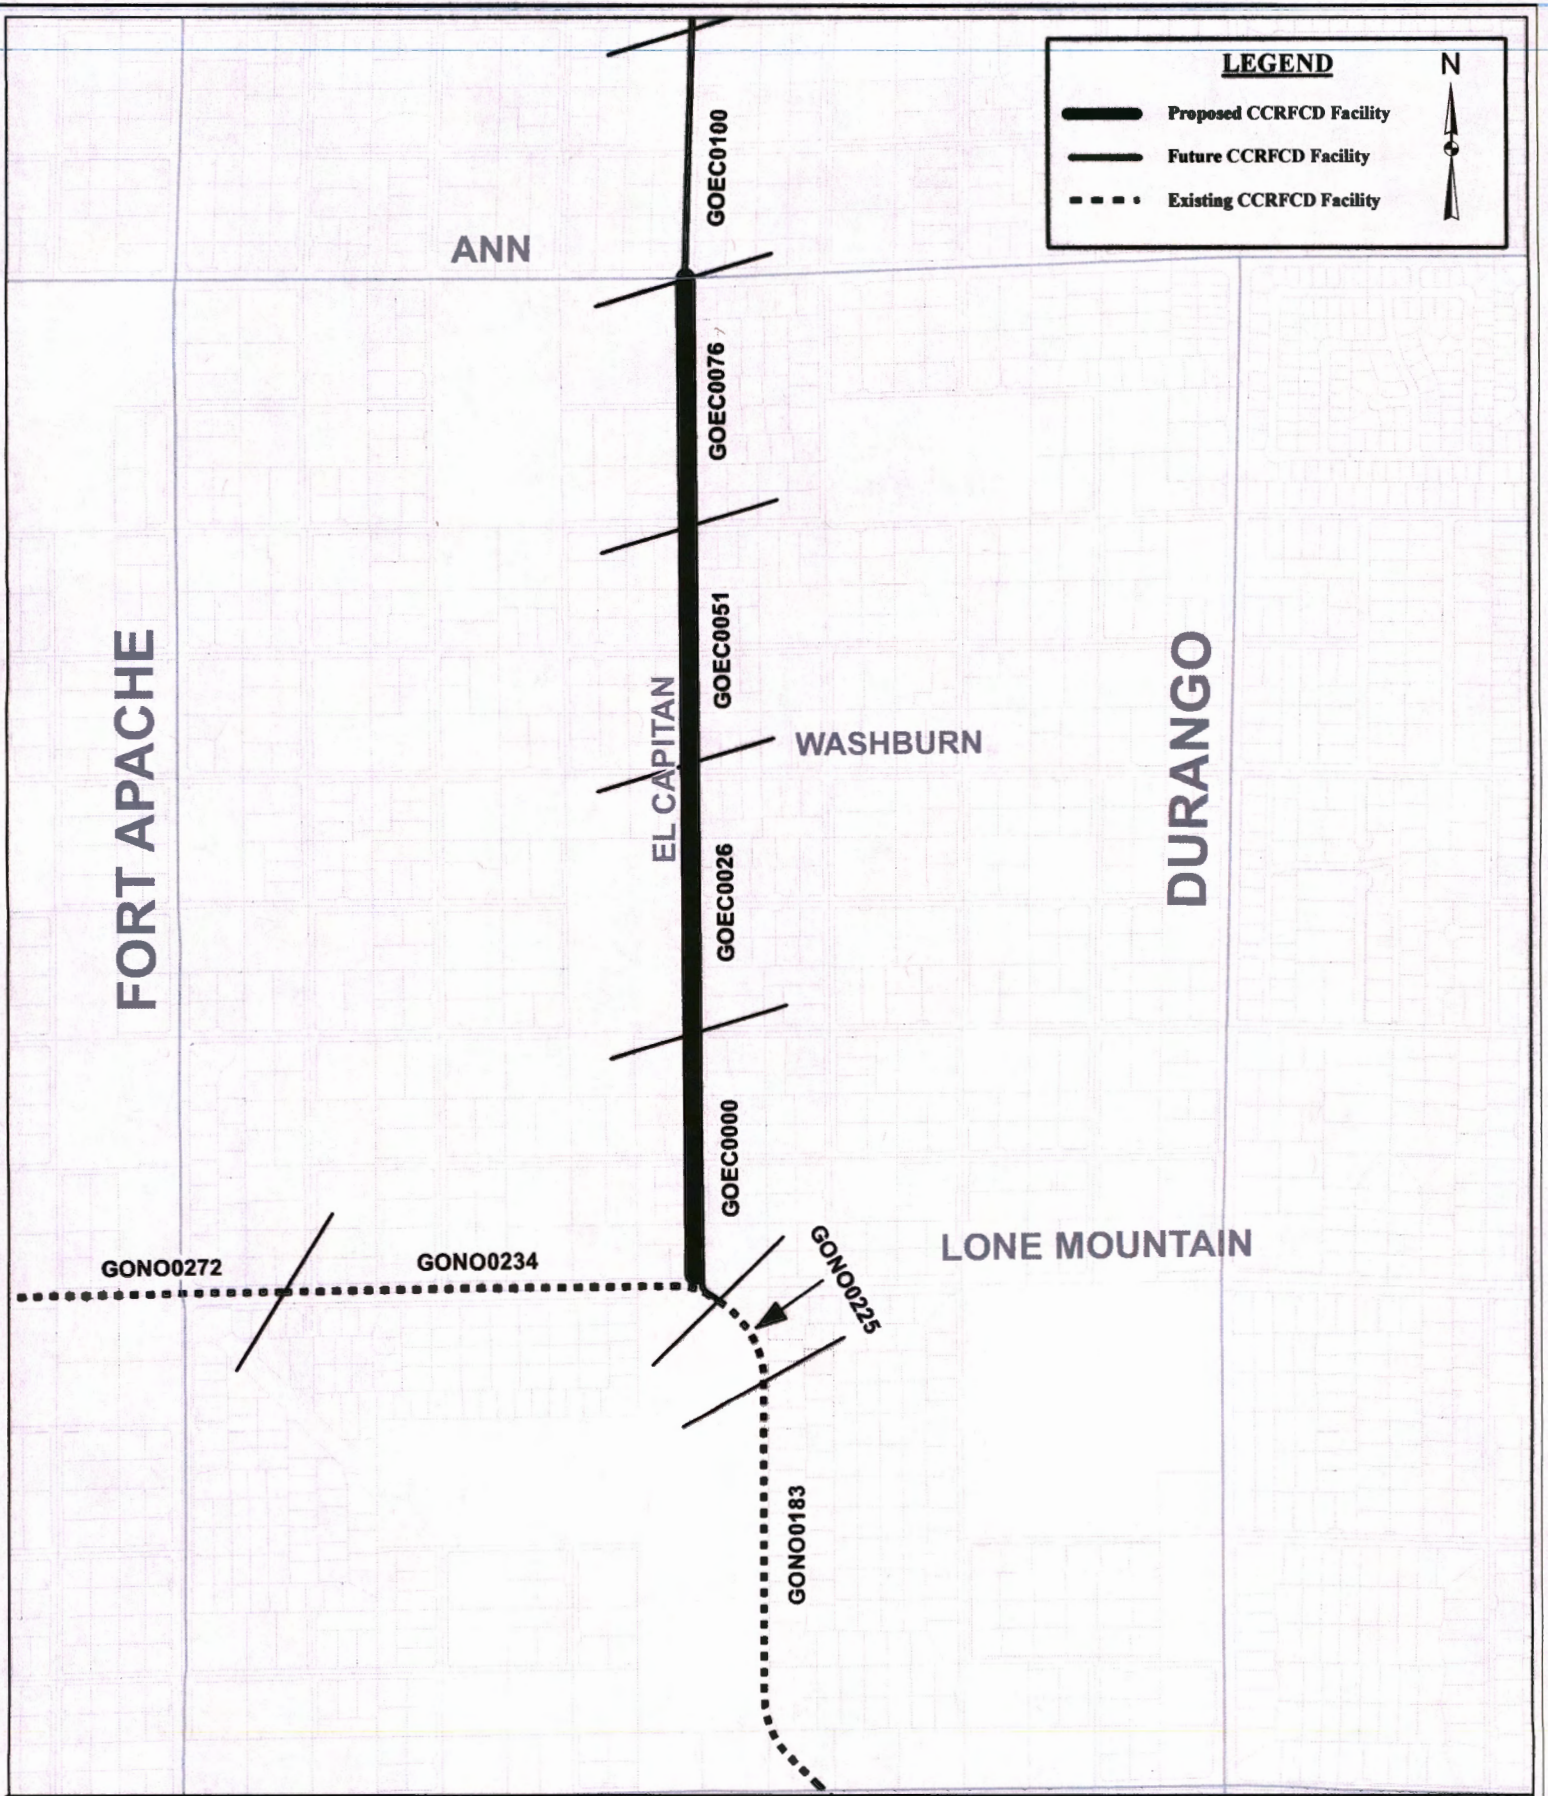 LEGEND
N
Proposed CCRFCD Facility
Future CCRFCD Facility
Existing CCRFCD Facility
GOEC0100
ANN
GOEC0076
GOEC0051
FORT APACHE
EL CAPITAN
WASHBURN
DURANGO
GOEC0026
GOEC0000
LONE MOUNTAIN
GONO0272
GONO0234
GONO0225
GONO0183